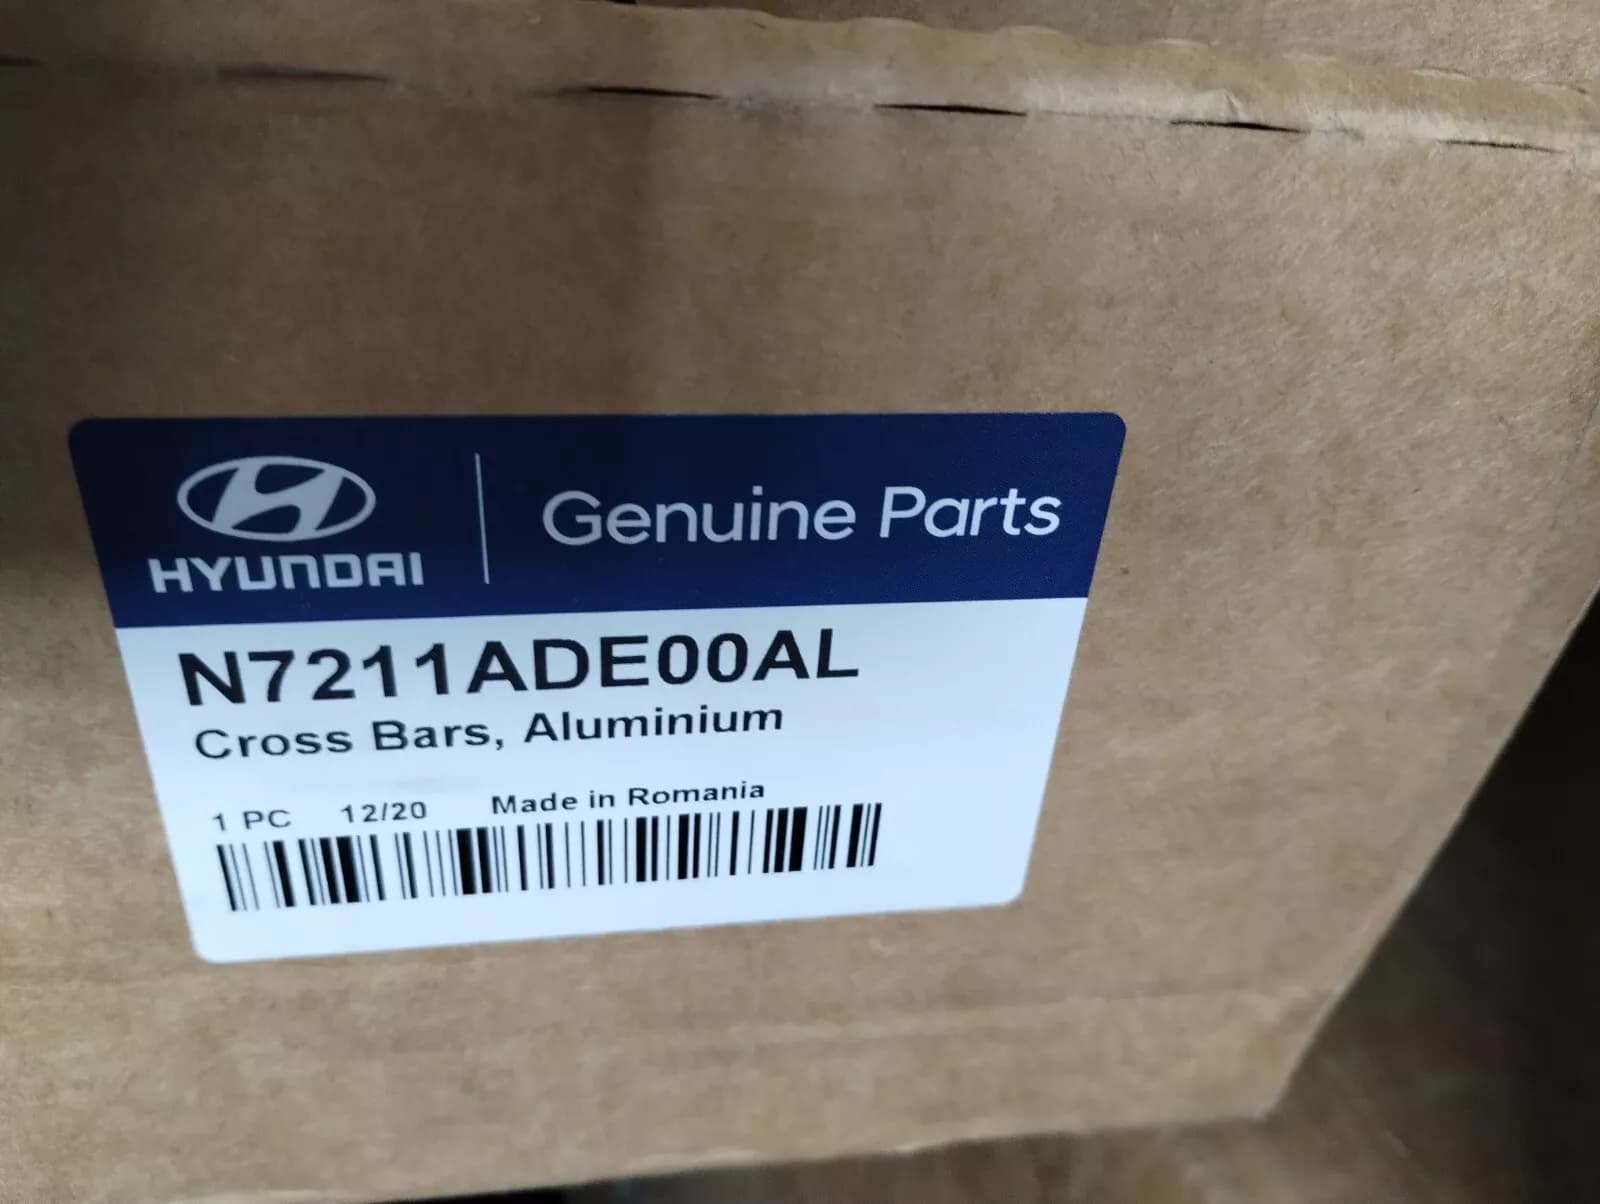 HYUNDAI
Genuine Parts
N7211ADE00AL
Cross Bars, Aluminium
1 PC 12/20 Made in Romania